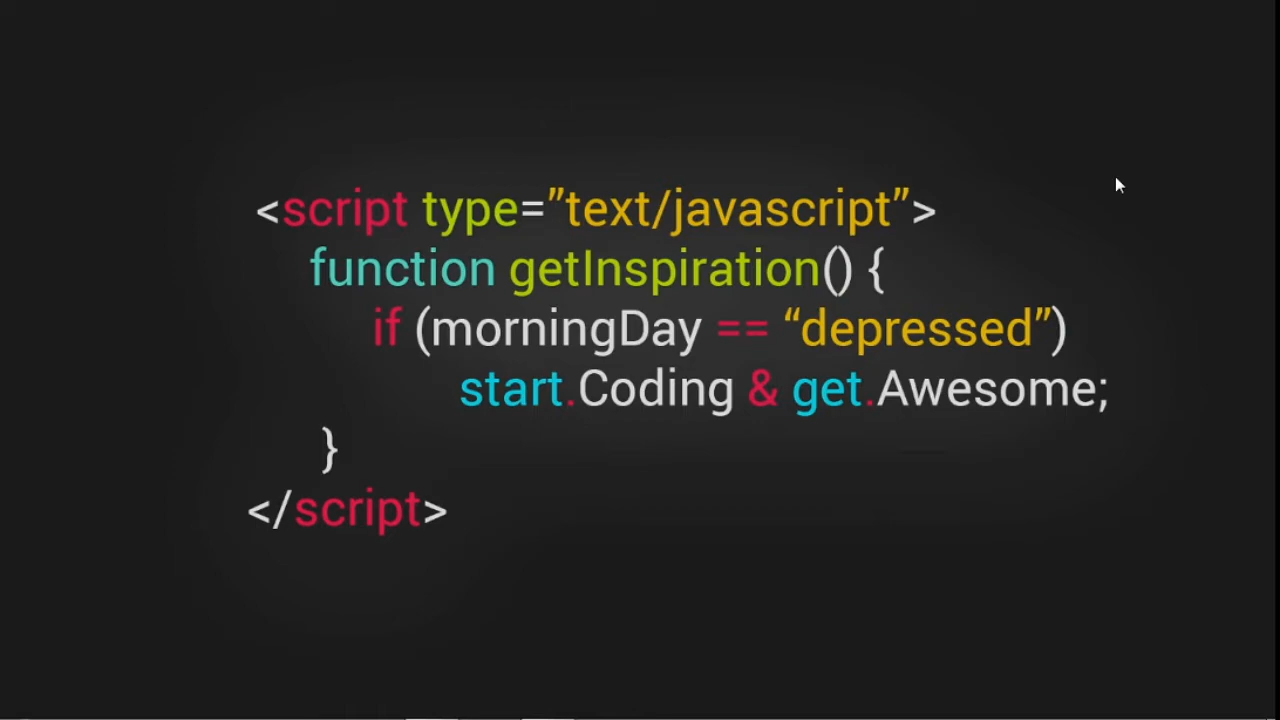 <script type=”text/javascript”>
function getInspiration() {
if (morningDay == “depressed”)
start.Coding & get.Awesome;
}
</script>